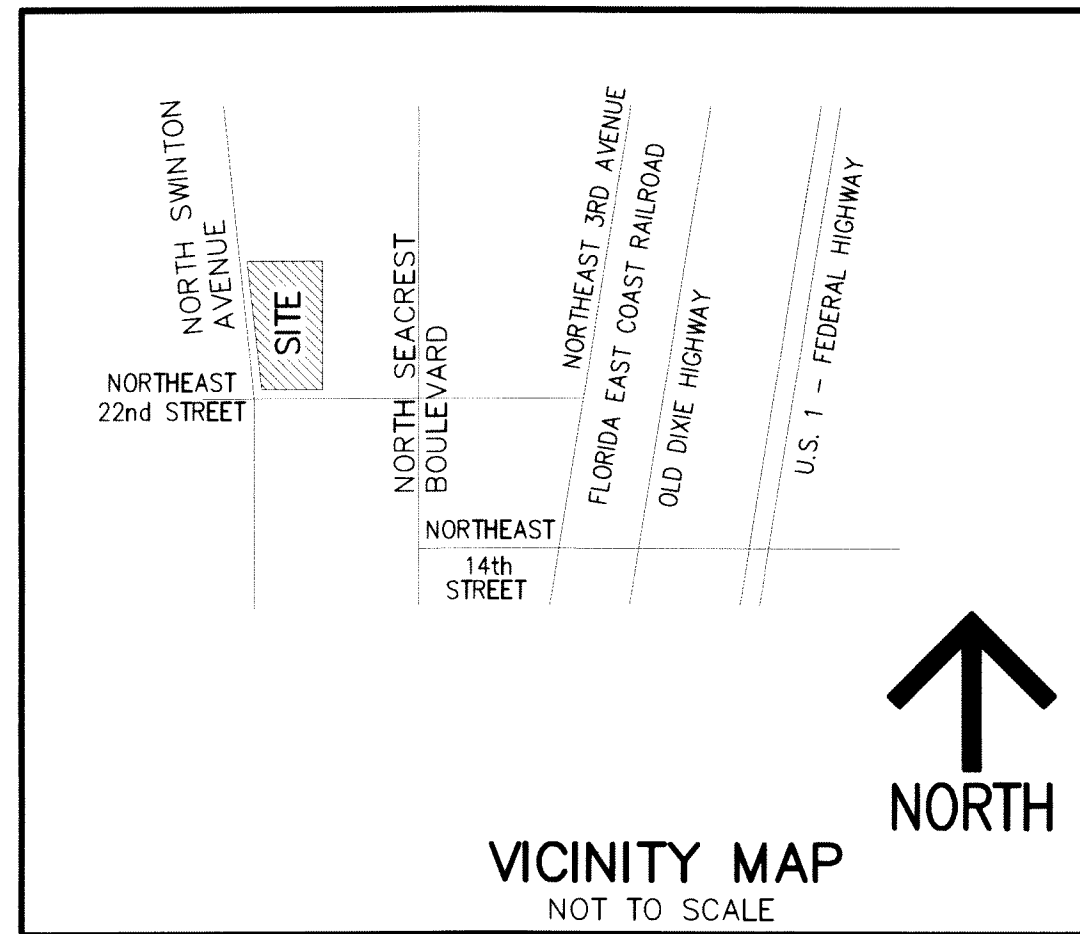 NORTH SWINTON
AVENUE
SITE
NORTHEAST
22nd STREET
NORTH SEACREST
BOULEVARD
NORTHEAST 3RD AVENUE
FLORIDA EAST COAST RAILROAD
OLD DIXIE HIGHWAY
U.S. 1 - FEDERAL HIGHWAY
NORTHEAST
14th
STREET
NORTH
VICINITY MAP
NOT TO SCALE